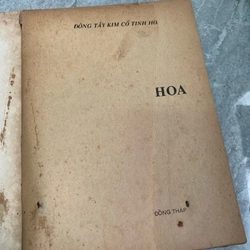 ĐÔNG TÂY KIM CỔ TINH HOA
HOA
ĐỒNG THÁP